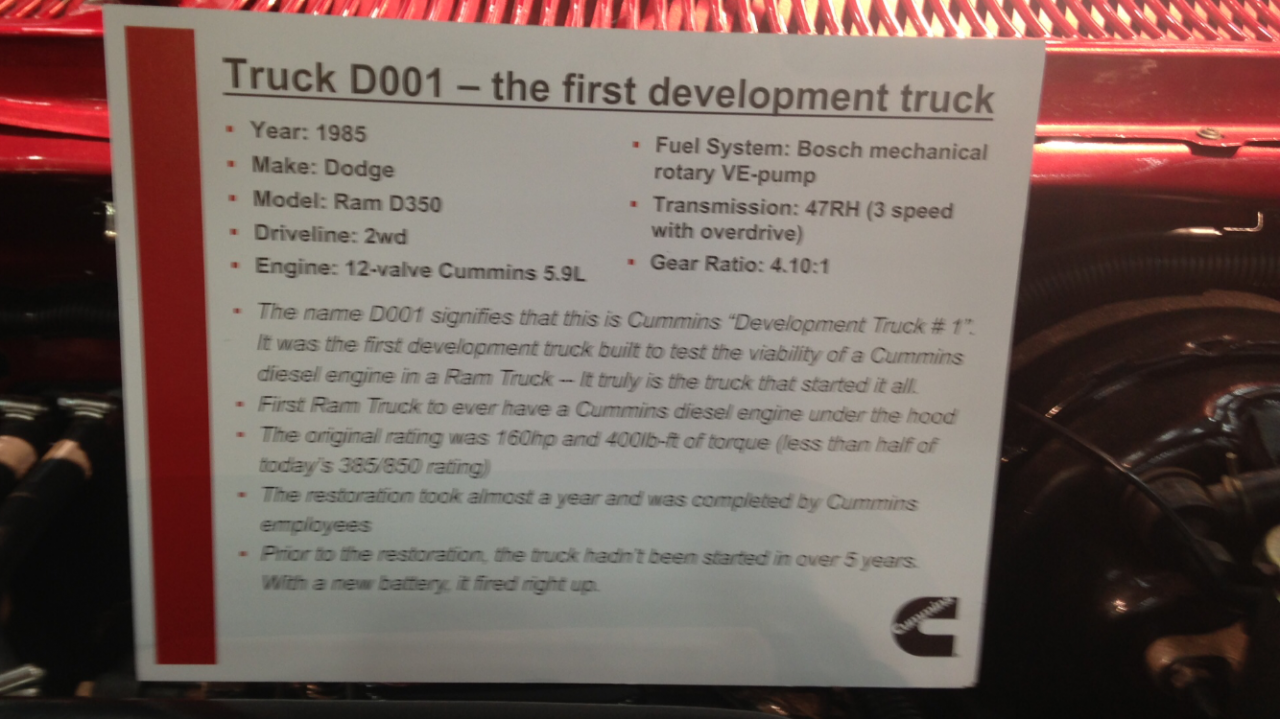 Truck D001 – the first development truck
▪ Year: 1985
▪ Make: Dodge
▪ Model: Ram D350
▪ Driveline: 2wd
▪ Engine: 12-valve Cummins 5.9L
▪ Fuel System: Bosch mechanical
rotary VE-pump
▪ Transmission: 47RH (3 speed
with overdrive)
▪ Gear Ratio: 4.10:1
▪ The name D001 signifies that this is Cummins “Development Truck # 1”.
It was the first development truck built to test the viability of a Cummins
diesel engine in a Ram Truck – It truly is the truck that started it all.
▪ First Ram Truck to ever have a Cummins diesel engine under the hood
▪ The original rating was 160hp and 400lb-ft of torque (less than half of
today’s 385/850 rating)
▪ The restoration took almost a year and was completed by Cummins
employees
▪ Prior to the restoration, the truck hadn’t been started in over 5 years.
With a new battery, it fired right up.
Cummins